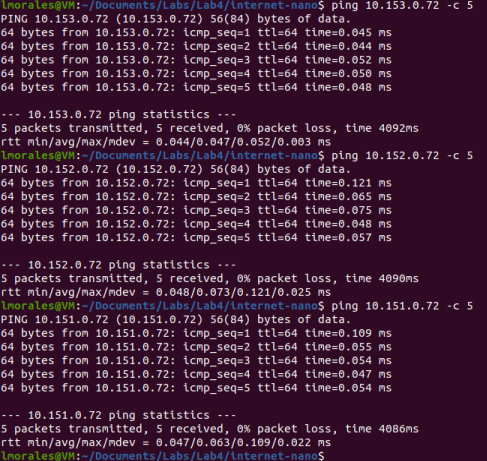 lmorales@VM:~/Documents/Labs/Lab4/internet-nano$ ping 10.153.0.72 -c 5
PING 10.153.0.72 (10.153.0.72) 56(84) bytes of data.
64 bytes from 10.153.0.72: icmp_seq=1 ttl=64 time=0.045 ms
64 bytes from 10.153.0.72: icmp_seq=2 ttl=64 time=0.044 ms
64 bytes from 10.153.0.72: icmp_seq=3 ttl=64 time=0.052 ms
64 bytes from 10.153.0.72: icmp_seq=4 ttl=64 time=0.050 ms
64 bytes from 10.153.0.72: icmp_seq=5 ttl=64 time=0.048 ms
--- 10.153.0.72 ping statistics ---
5 packets transmitted, 5 received, 0% packet loss, time 4092ms
rtt min/avg/max/mdev = 0.044/0.047/0.052/0.003 ms
lmorales@VM:~/Documents/Labs/Lab4/internet-nano$ ping 10.152.0.72 -c 5
PING 10.152.0.72 (10.152.0.72) 56(84) bytes of data.
64 bytes from 10.152.0.72: icmp_seq=1 ttl=64 time=0.121 ms
64 bytes from 10.152.0.72: icmp_seq=2 ttl=64 time=0.065 ms
64 bytes from 10.152.0.72: icmp_seq=3 ttl=64 time=0.075 ms
64 bytes from 10.152.0.72: icmp_seq=4 ttl=64 time=0.048 ms
64 bytes from 10.152.0.72: icmp_seq=5 ttl=64 time=0.057 ms
--- 10.152.0.72 ping statistics ---
5 packets transmitted, 5 received, 0% packet loss, time 4090ms
rtt min/avg/max/mdev = 0.048/0.073/0.121/0.025 ms
lmorales@VM:~/Documents/Labs/Lab4/internet-nano$ ping 10.151.0.72 -c 5
PING 10.151.0.72 (10.151.0.72) 56(84) bytes of data.
64 bytes from 10.151.0.72: icmp_seq=1 ttl=64 time=0.109 ms
64 bytes from 10.151.0.72: icmp_seq=2 ttl=64 time=0.055 ms
64 bytes from 10.151.0.72: icmp_seq=3 ttl=64 time=0.054 ms
64 bytes from 10.151.0.72: icmp_seq=4 ttl=64 time=0.047 ms
64 bytes from 10.151.0.72: icmp_seq=5 ttl=64 time=0.054 ms
--- 10.151.0.72 ping statistics ---
5 packets transmitted, 5 received, 0% packet loss, time 4086ms
rtt min/avg/max/mdev = 0.047/0.063/0.109/0.022 ms
lmorales@VM:~/Documents/Labs/Lab4/internet-nano$